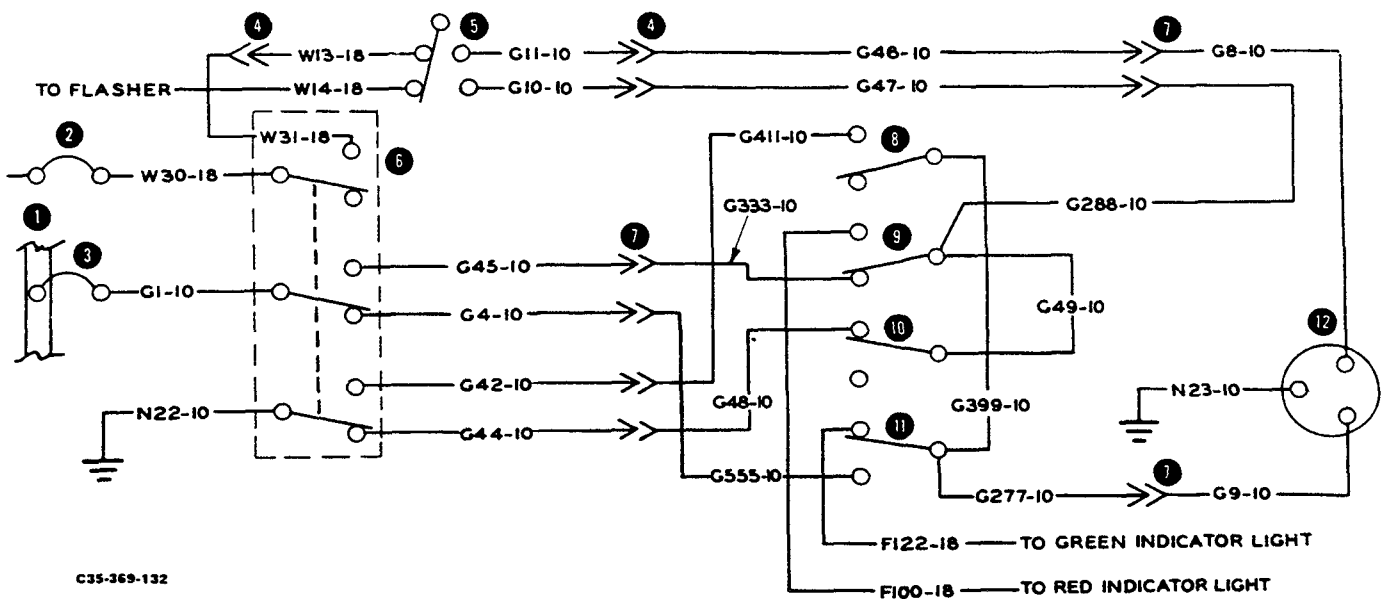 4 5 4 7
W13-18 G11-10 G46-10 G8-10
TO FLASHER W14-18 G10-10 G47-10
2 W31-18 6 G411-10 8
W30-18
1 G333-10 G288-10
3 7 9
G45-10
G1-10
G4-10 G49-10
10 12
G42-10 N23-10
N22-10 G48-10 G399-10
G44-10 11
G555-10 7
G277-10 G9-10
F122-18 TO GREEN INDICATOR LIGHT
C35-369-132
F100-18 TO RED INDICATOR LIGHT